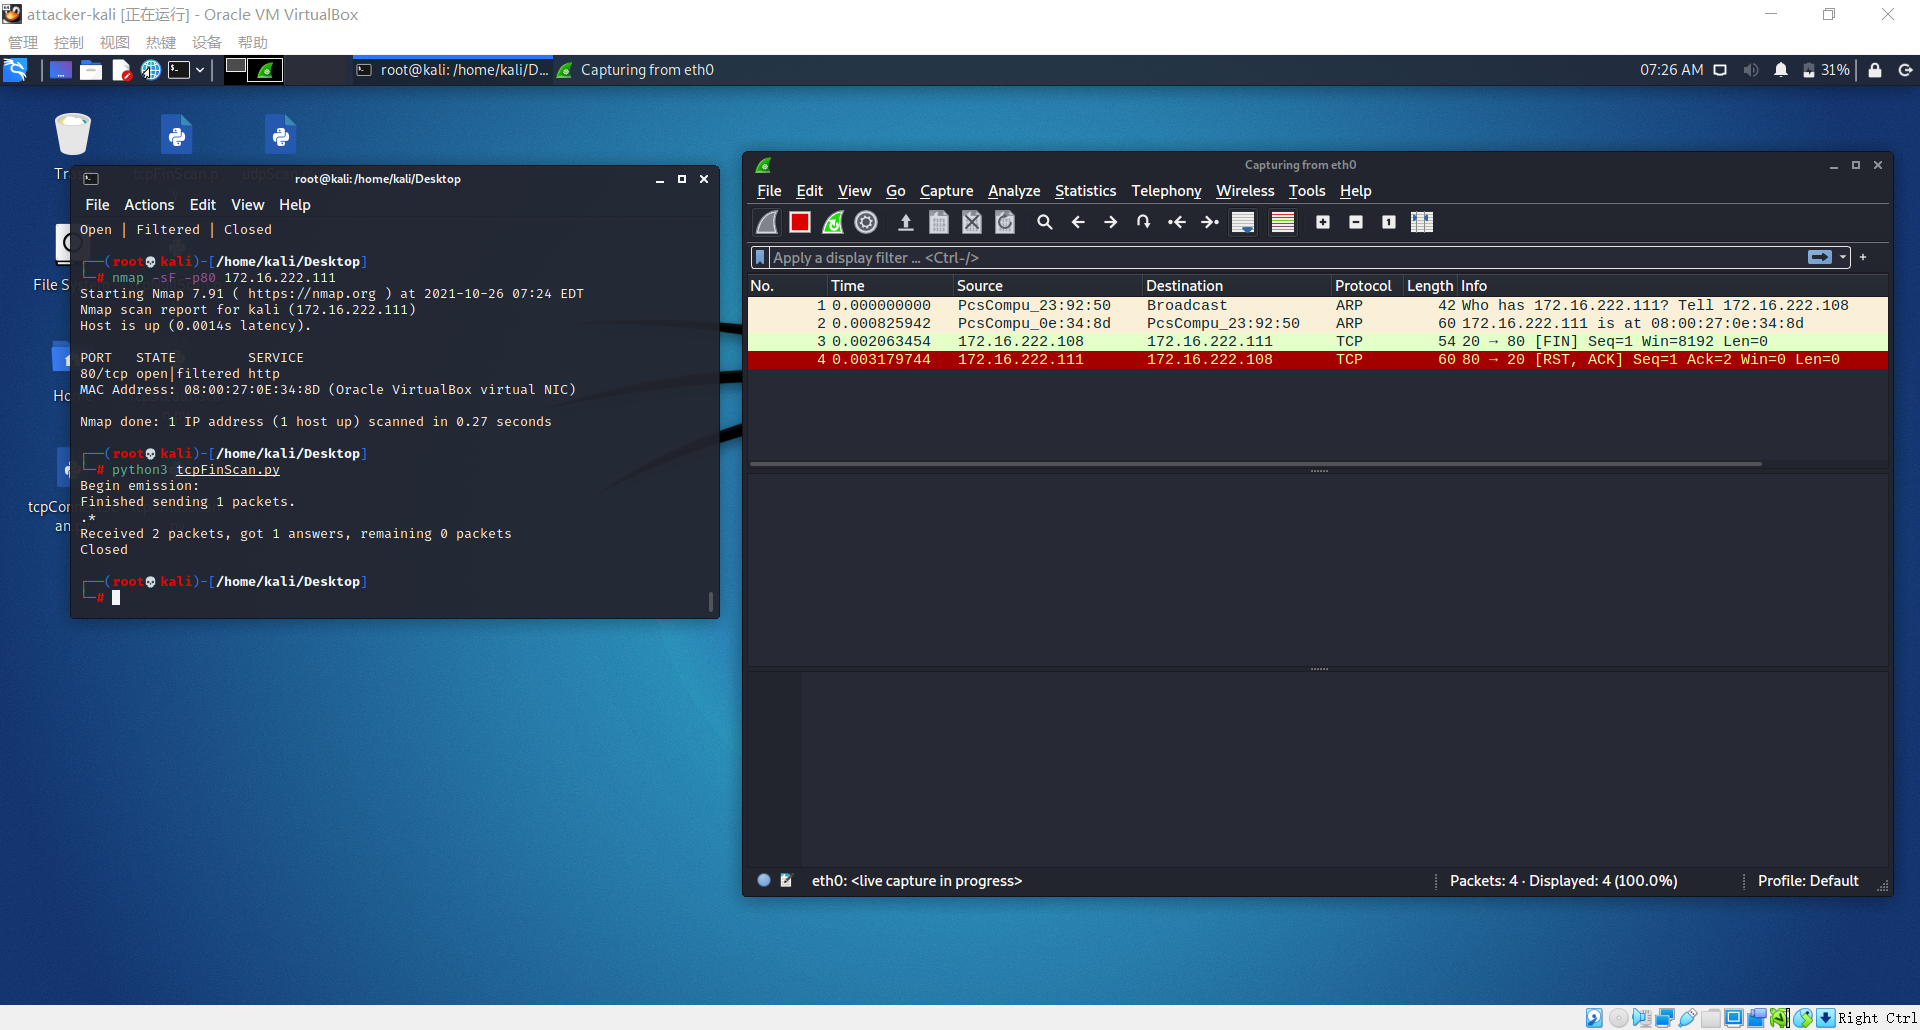 attacker-kali [正在运行] - Oracle VM VirtualBox
管理 控制 视图 热键 设备 帮助
root@kali: /home/kali/D... Capturing from eth0 07:26 AM 31%
root@kali: /home/kali/Desktop
File Actions Edit View Help
Open | Filtered | Closed
(root💀kali)-[/home/kali/Desktop]
# nmap -sF -p80 172.16.222.111
Starting Nmap 7.91 ( https://nmap.org ) at 2021-10-26 07:24 EDT
Nmap scan report for kali (172.16.222.111)
Host is up (0.0014s latency).
PORT STATE SERVICE
80/tcp open|filtered http
MAC Address: 08:00:27:0E:34:8D (Oracle VirtualBox virtual NIC)
Nmap done: 1 IP address (1 host up) scanned in 0.27 seconds
(root💀kali)-[/home/kali/Desktop]
# python3 tcpFinScan.py
Begin emission:
Finished sending 1 packets.
.*
Received 2 packets, got 1 answers, remaining 0 packets
Closed
(root💀kali)-[/home/kali/Desktop]
#
Capturing from eth0
File Edit View Go Capture Analyze Statistics Telephony Wireless Tools Help
Apply a display filter ... <Ctrl-/>
No. Time Source Destination Protocol Length Info
1 0.000000000 PcsCompu_23:92:50 Broadcast ARP 42 Who has 172.16.222.111? Tell 172.16.222.108
2 0.000825942 PcsCompu_0e:34:8d PcsCompu_23:92:50 ARP 60 172.16.222.111 is at 08:00:27:0e:34:8d
3 0.002063454 172.16.222.108 172.16.222.111 TCP 54 20 → 80 [FIN] Seq=1 Win=8192 Len=0
4 0.003179744 172.16.222.111 172.16.222.108 TCP 60 80 → 20 [RST, ACK] Seq=1 Ack=2 Win=0 Len=0
eth0: <live capture in progress> Packets: 4 · Displayed: 4 (100.0%) Profile: Default
Right Ctrl